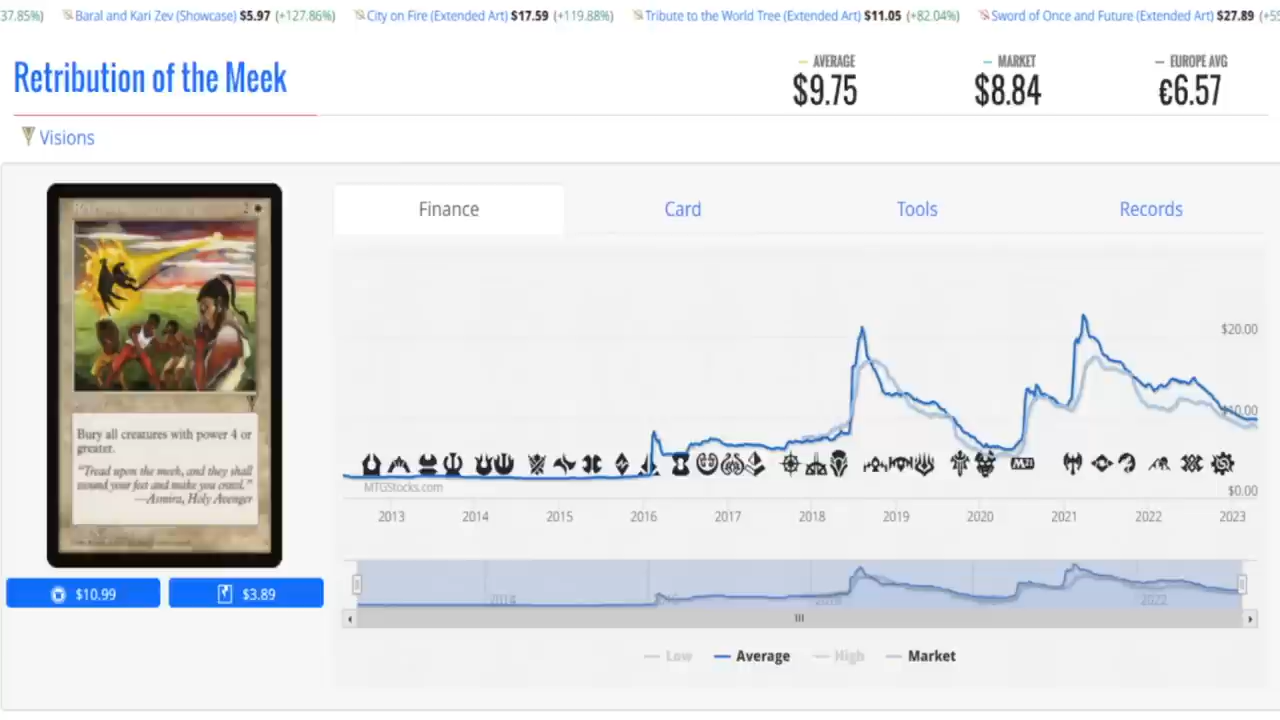 37.85%) Baral and Kari Zev (Showcase) $5.97 (+127.86%) City on Fire (Extended Art) $17.59 (+119.88%) Tribute to the World Tree (Extended Art) $11.05 (+82.04%) Sword of Once and Future (Extended Art) $27.89
Retribution of the Meek
AVERAGE MARKET EUROPE AVG
$9.75 $8.84 €6.57
Visions
Finance Card Tools Records
2
Bury all creatures with power 4 or
greater.
"Tread upon the meek, and they shall
wound your feet and make you crawl."
—Asmira, Holy Avenger
$10.99 $3.89
$20.00
$10.00
$0.00
MTGStocks.com
2013 2014 2015 2016 2017 2018 2019 2020 2021 2022 2023
2014 2022
Low Average High Market